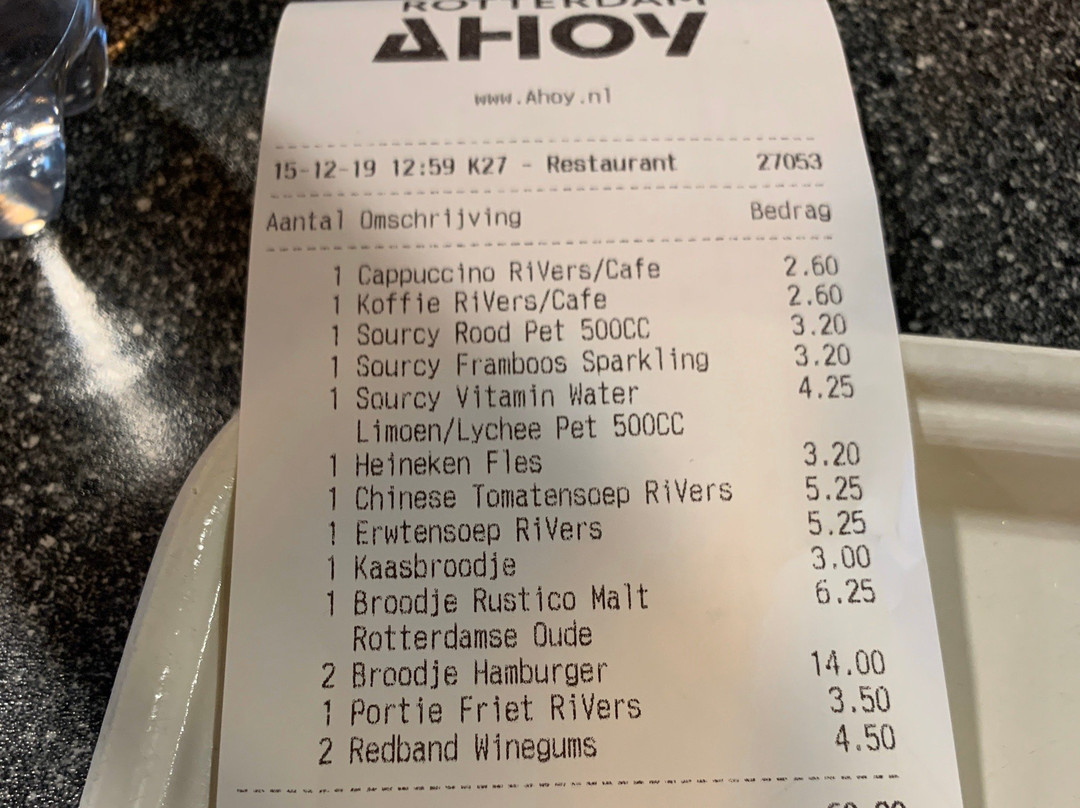 ROTTERDAM
AHOY
www.Ahoy.nl
15-12-19 12:59 K27 - Restaurant 27053
Aantal Omschrijving Bedrag
1 Cappuccino RiVers/Cafe 2.60
1 Koffie RiVers/Cafe 2.60
1 Sourcy Rood Pet 500CC 3.20
1 Sourcy Framboos Sparkling 3.20
1 Sourcy Vitamin Water 4.25
Limoen/Lychee Pet 500CC
1 Heineken Fles 3.20
1 Chinese Tomatensoep RiVers 5.25
1 Erwtensoep RiVers 5.25
1 Kaasbroodje 3.00
1 Broodje Rustico Malt 6.25
Rotterdamse Oude
2 Broodje Hamburger 14.00
1 Portie Friet RiVers 3.50
2 Redband Winegums 4.50